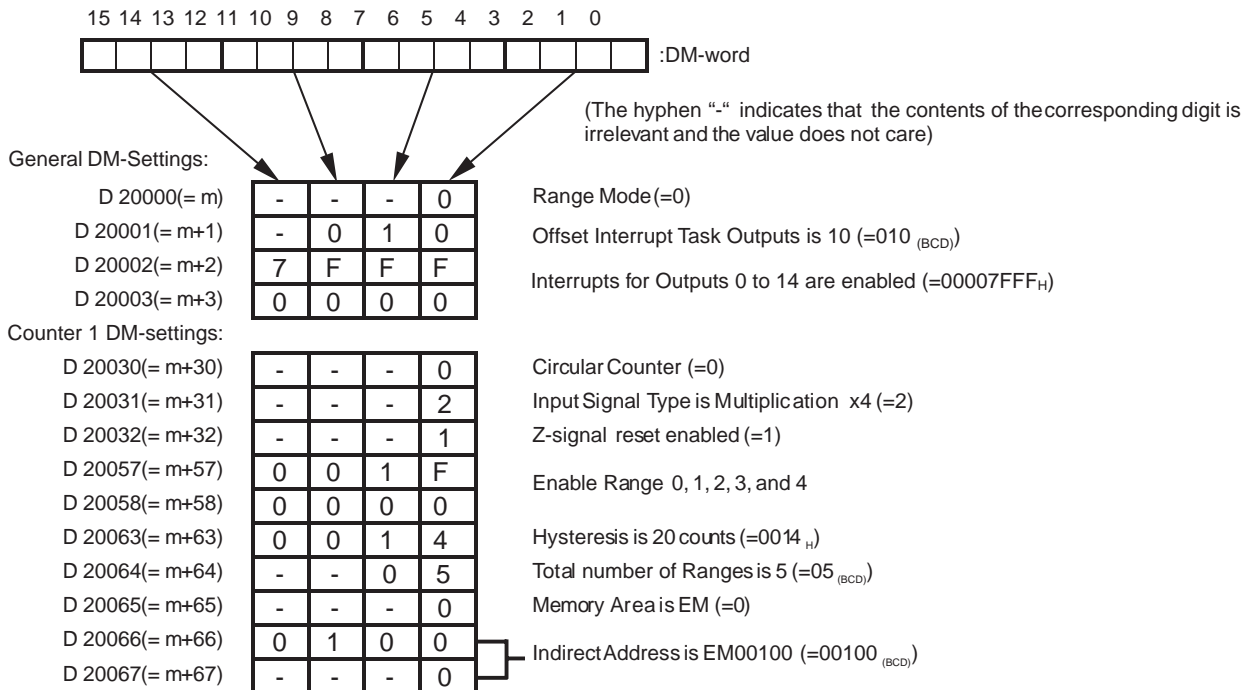 15 14 13 12 11 10 9 8 7 6 5 4 3 2 1 0
:DM-word
(The hyphen “-“ indicates that the contents of thecorresponding digit is
irrelevant and the value does not care)
General DM-Settings:
D 20000(= m) - - - 0 Range Mode(=0)
D 20001(= m+1) - 0 1 0 Offset Interrupt Task Outputs is 10 (=010 (BCD))
D 20002(= m+2) 7 F F F
Interrupts for Outputs 0 to 14 are enabled (=00007FFFH)
D 20003(= m+3) 0 0 0 0
Counter 1 DM-settings:
D 20030(= m+30) - - - 0 Circular Counter (=0)
D 20031(= m+31) - - - 2 Input Signal Type is Multiplication x4 (=2)
D 20032(= m+32) - - - 1 Z-signal reset enabled (=1)
D 20057(= m+57) 0 0 1 F
Enable Range 0, 1, 2, 3, and 4
D 20058(= m+58) 0 0 0 0
D 20063(= m+63) 0 0 1 4 Hysteresis is 20 counts (=0014 H)
D 20064(= m+64) - - 0 5 Total number of Ranges is 5 (=05 (BCD))
D 20065(= m+65) - - - 0 Memory Area is EM (=0)
D 20066(= m+66) 0 1 0 0
Indirect Address is EM00100 (=00100 (BCD))
D 20067(= m+67) - - - 0